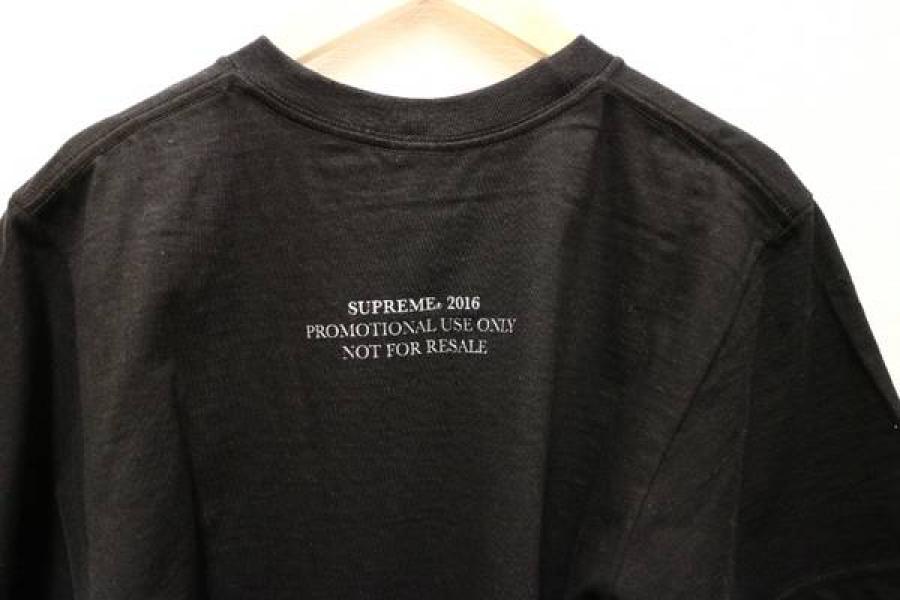 SUPREME® 2016
PROMOTIONAL USE ONLY
NOT FOR RESALE